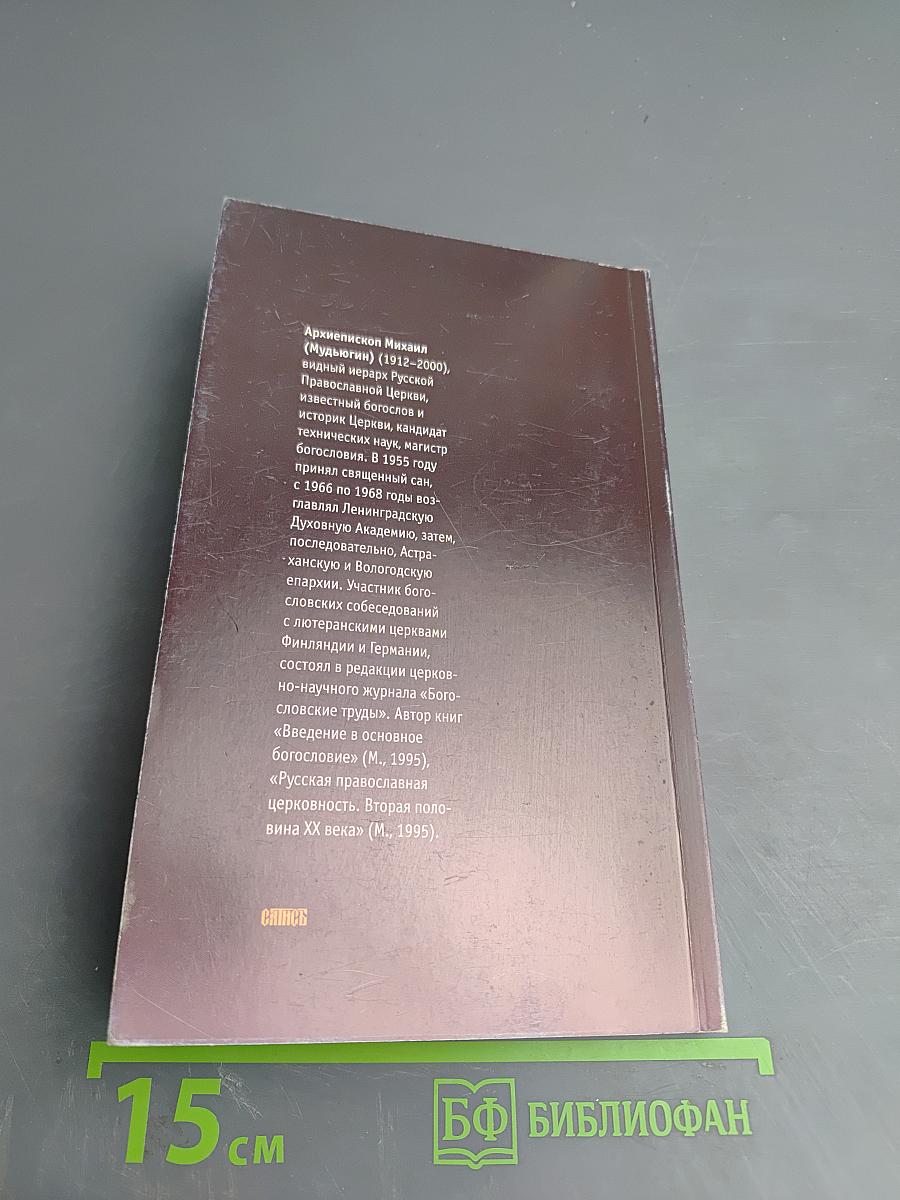 Архиепископ Михаил
(Мудьюгин) (1912–2000),
видный иерарх Русской
Православной Церкви,
известный богослов и
историк Церкви, кандидат
технических наук, магистр
богословия. В 1955 году
принял священный сан,
с 1966 по 1968 годы воз-
главлял Ленинградскую
Духовную Академию, затем,
последовательно, Астра-
ханскую и Вологодскую
епархии. Участник бого-
словских собеседований
с лютеранскими церквами
Финляндии и Германии,
состоял в редакции церков-
но-научного журнала «Бого-
словские труды». Автор книг
«Введение в основное
богословие» (М., 1995),
«Русская православная
церковность. Вторая поло-
вина XX века» (М., 1995).
САТИСЪ
15 см
БФ БИБЛИОФАН